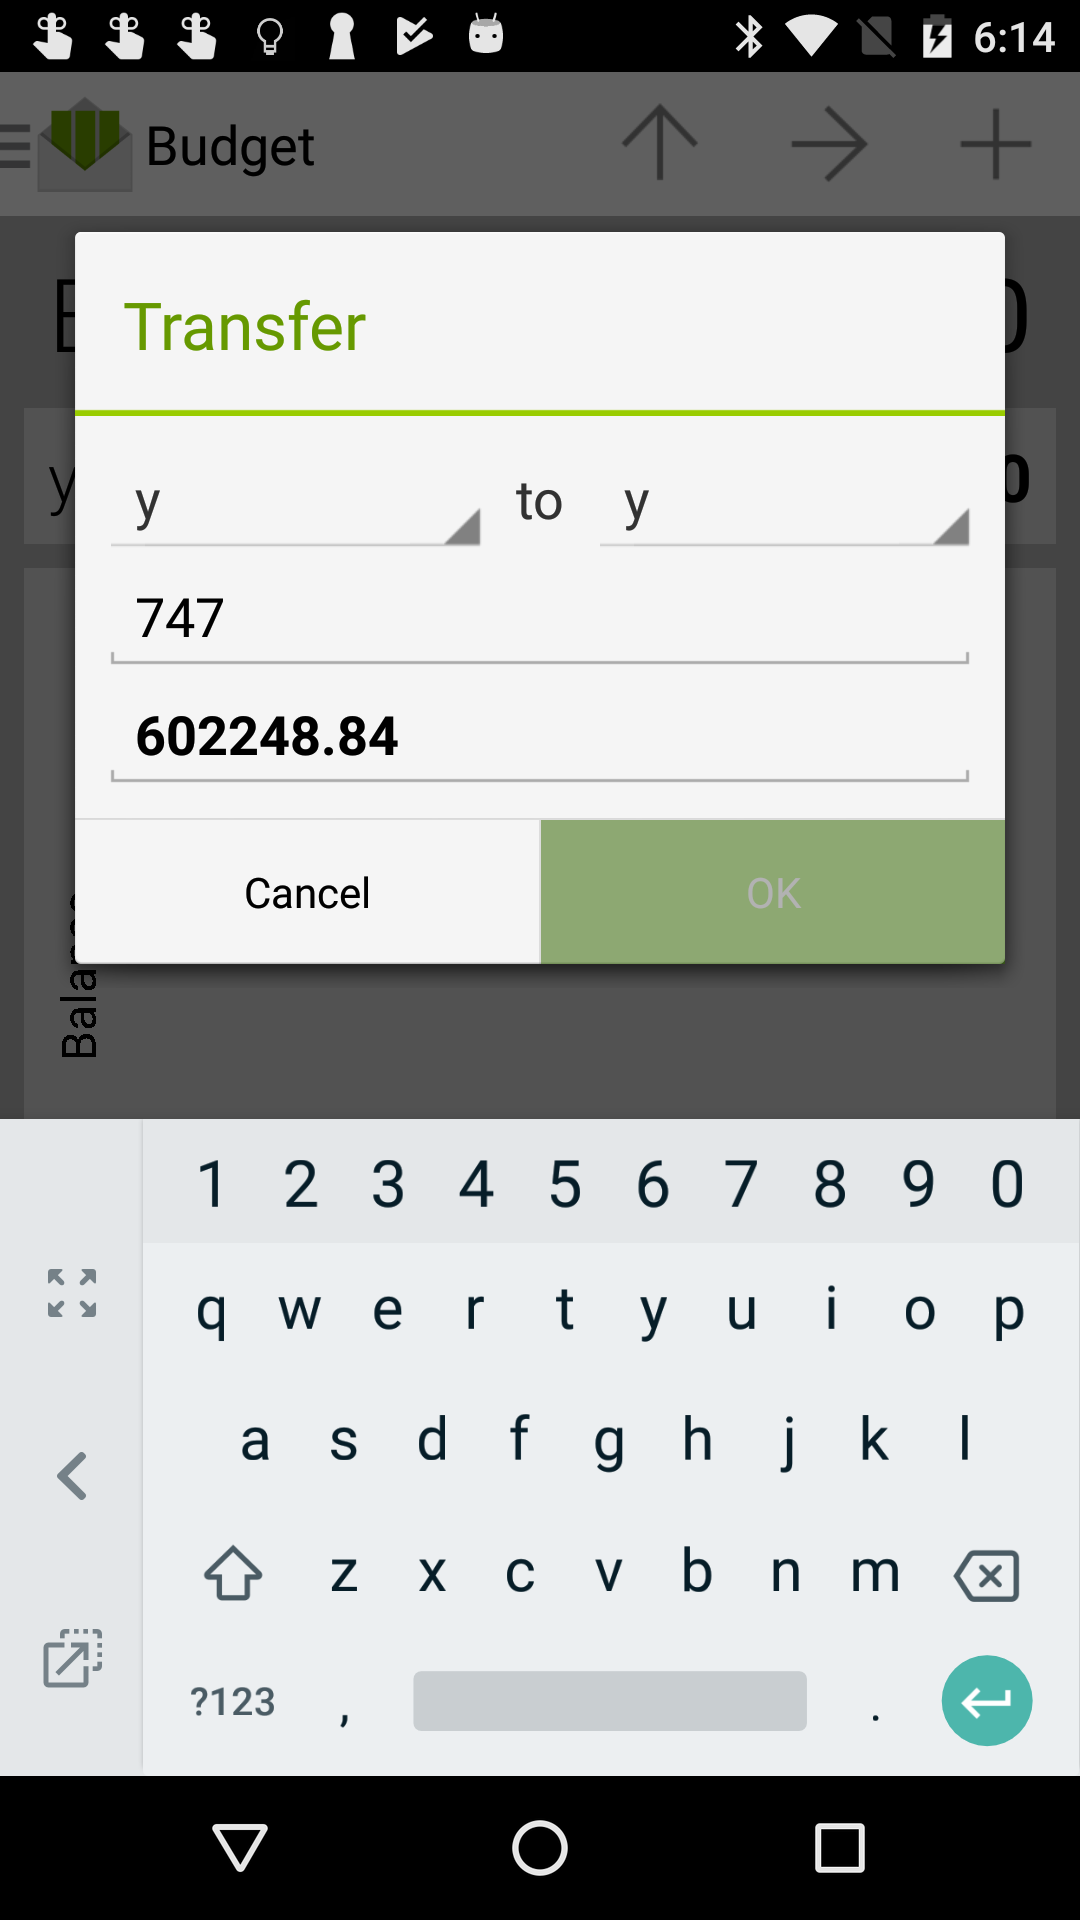 6:14
Budget
Transfer
y to y
747
602248.84
Cancel OK
1 2 3 4 5 6 7 8 9 0
q w e r t y u i o p
a s d f g h j k l
z x c v b n m
?123 , .